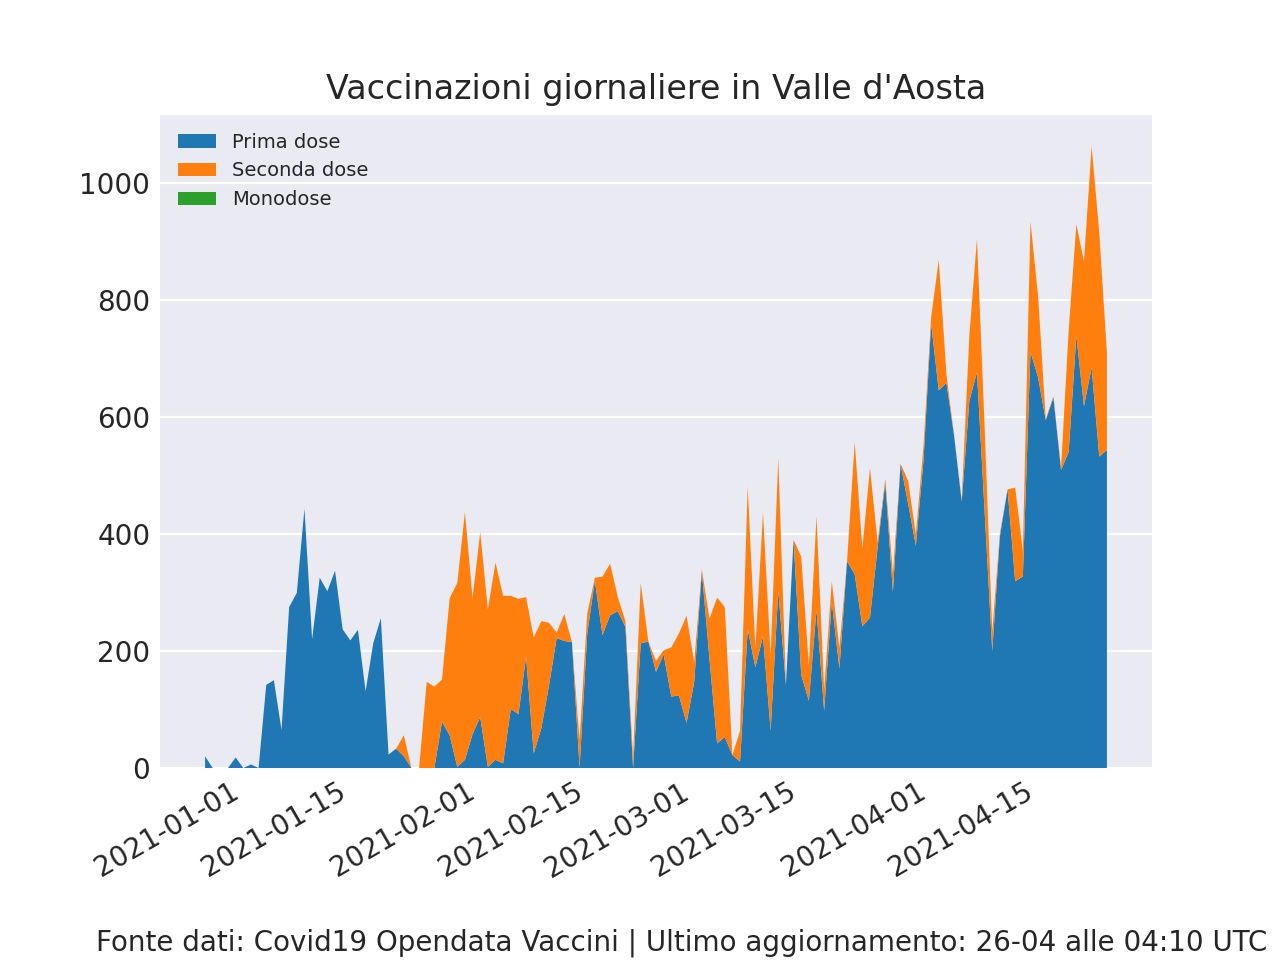 Vaccinazioni giornaliere in Valle d'Aosta
Prima dose
Seconda dose
Monodose
1000
800
600
400
200
0
2021-01-01
2021-01-15
2021-02-01
2021-02-15
2021-03-01
2021-03-15
2021-04-01
2021-04-15
Fonte dati: Covid19 Opendata Vaccini | Ultimo aggiornamento: 26-04 alle 04:10 UTC